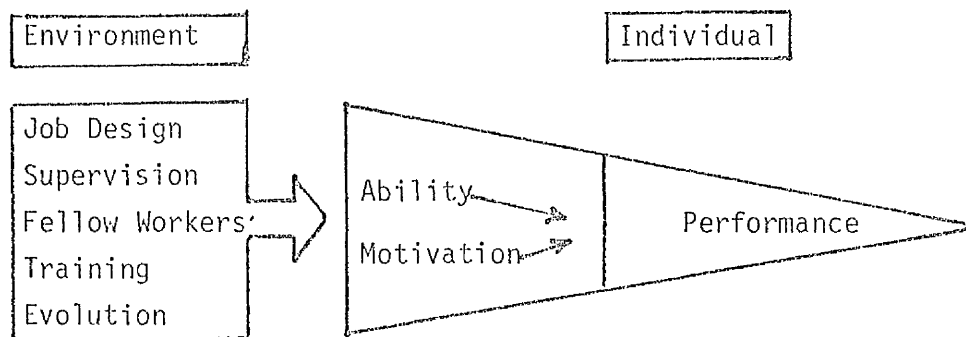 Environment
Individual
Job Design
Supervision
Fellow Workers
Training
Evolution
Ability
Motivation
Performance